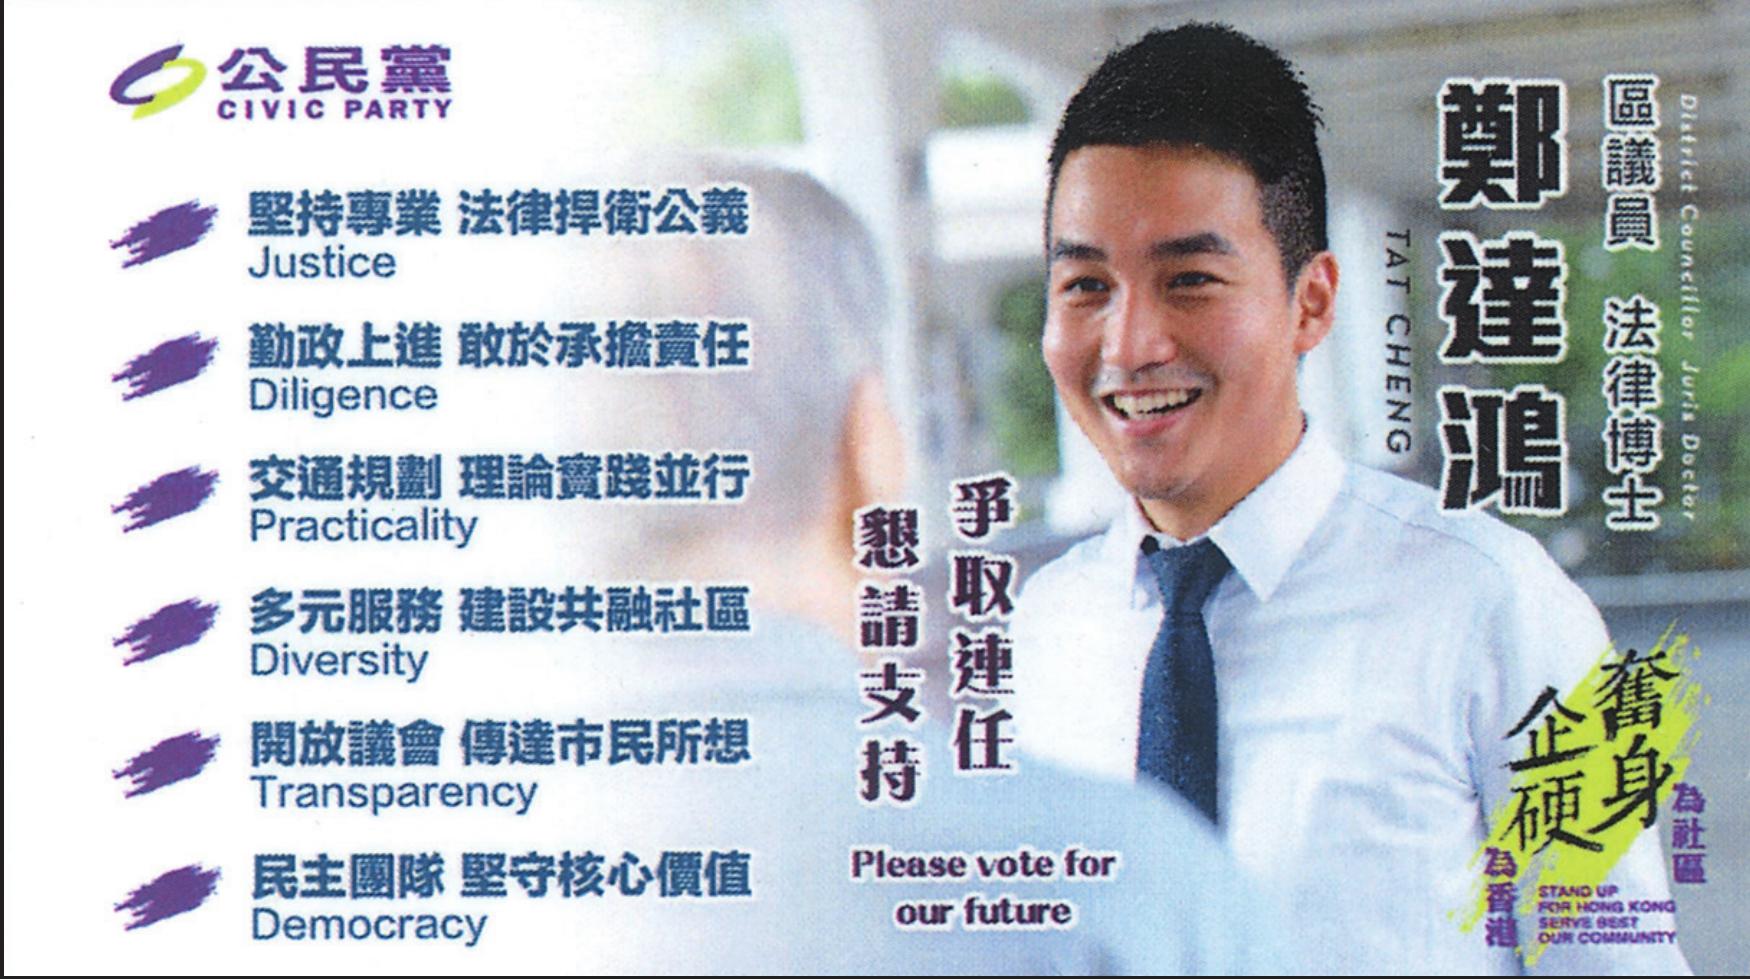 公民黨
CIVIC PARTY
堅持專業 法律捍衛公義
Justice
勤政上進 敢於承擔責任
Diligence
交通規劃 理論實踐並行
Practicality
多元服務 建設共融社區
Diversity
開放議會 傳達市民所想
Transparency
民主團隊 堅守核心價值
Democracy
District Councillor Juris Doctor
區議員 法律博士
鄭達鴻
TAT CHENG
爭取連任
懇請支持
Please vote for
our future
奮身
企硬
為社區
為香港
STAND UP
FOR HONG KONG
SERVE BEST
OUR COMMUNITY